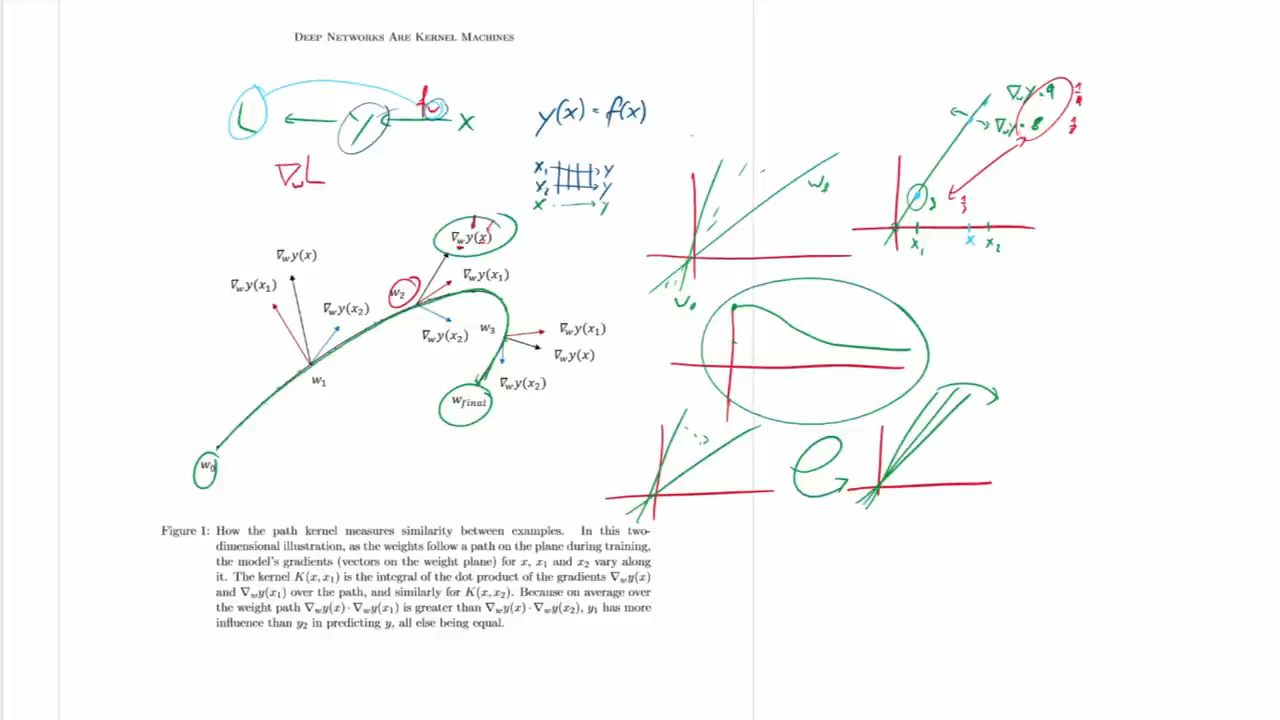 DEEP NETWORKS ARE KERNEL MACHINES
L Y X
y(x) = f(x)
∇wL
x₁ y
x₂ y
x y
∇y=9
∇y=8
x₁ x x₂
∇wy(x)
∇wy(x)
∇wy(x₁)
∇wy(x₁)
∇wy(x₂)
w₂
∇wy(x₂)
w₃
∇wy(x₁)
∇wy(x)
w₁
∇wy(x₂)
wfinal
w₀
Figure 1: How the path kernel measures similarity between examples. In this two-
dimensional illustration, as the weights follow a path on the plane during training,
the model's gradients (vectors on the weight plane) for x, x₁ and x₂ vary along
it. The kernel K(x, x₁) is the integral of the dot product of the gradients ∇wy(x)
and ∇wy(x₁) over the path, and similarly for K(x, x₂). Because on average over
the weight path ∇wy(x) · ∇wy(x₁) is greater than ∇wy(x) · ∇wy(x₂), y₁ has more
influence than y₂ in predicting y, all else being equal.